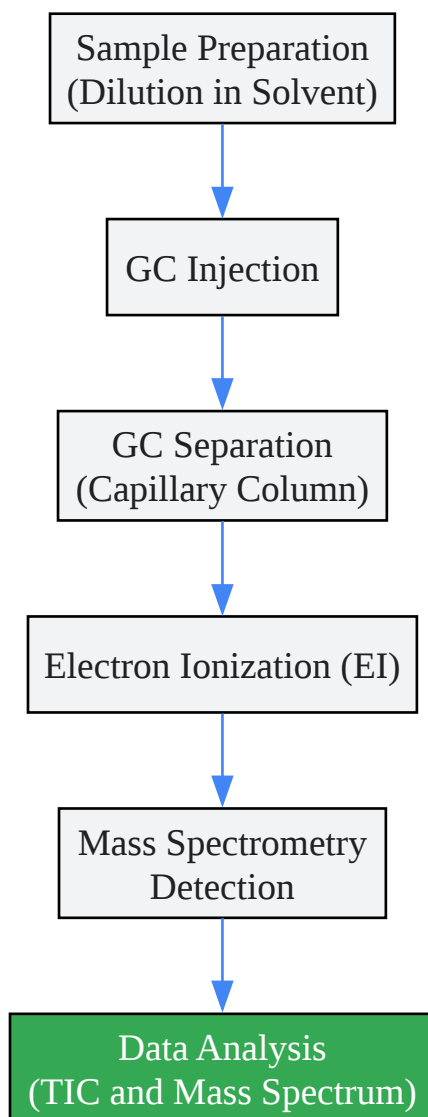 Sample Preparation
(Dilution in Solvent)
GC Injection
GC Separation
(Capillary Column)
Electron Ionization (EI)
Mass Spectrometry
Detection
Data Analysis
(TIC and Mass Spectrum)